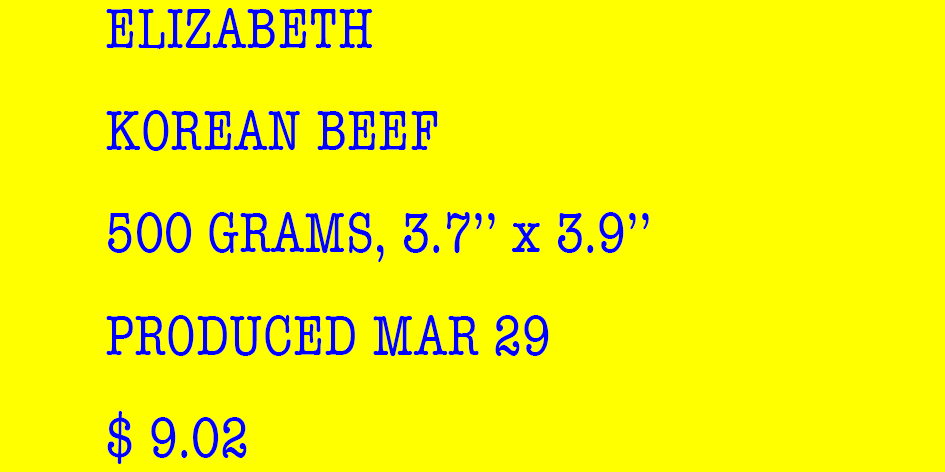 ELIZABETH
KOREAN BEEF
500 GRAMS, 3.7’’ x 3.9’’
PRODUCED MAR 29
$ 9.02